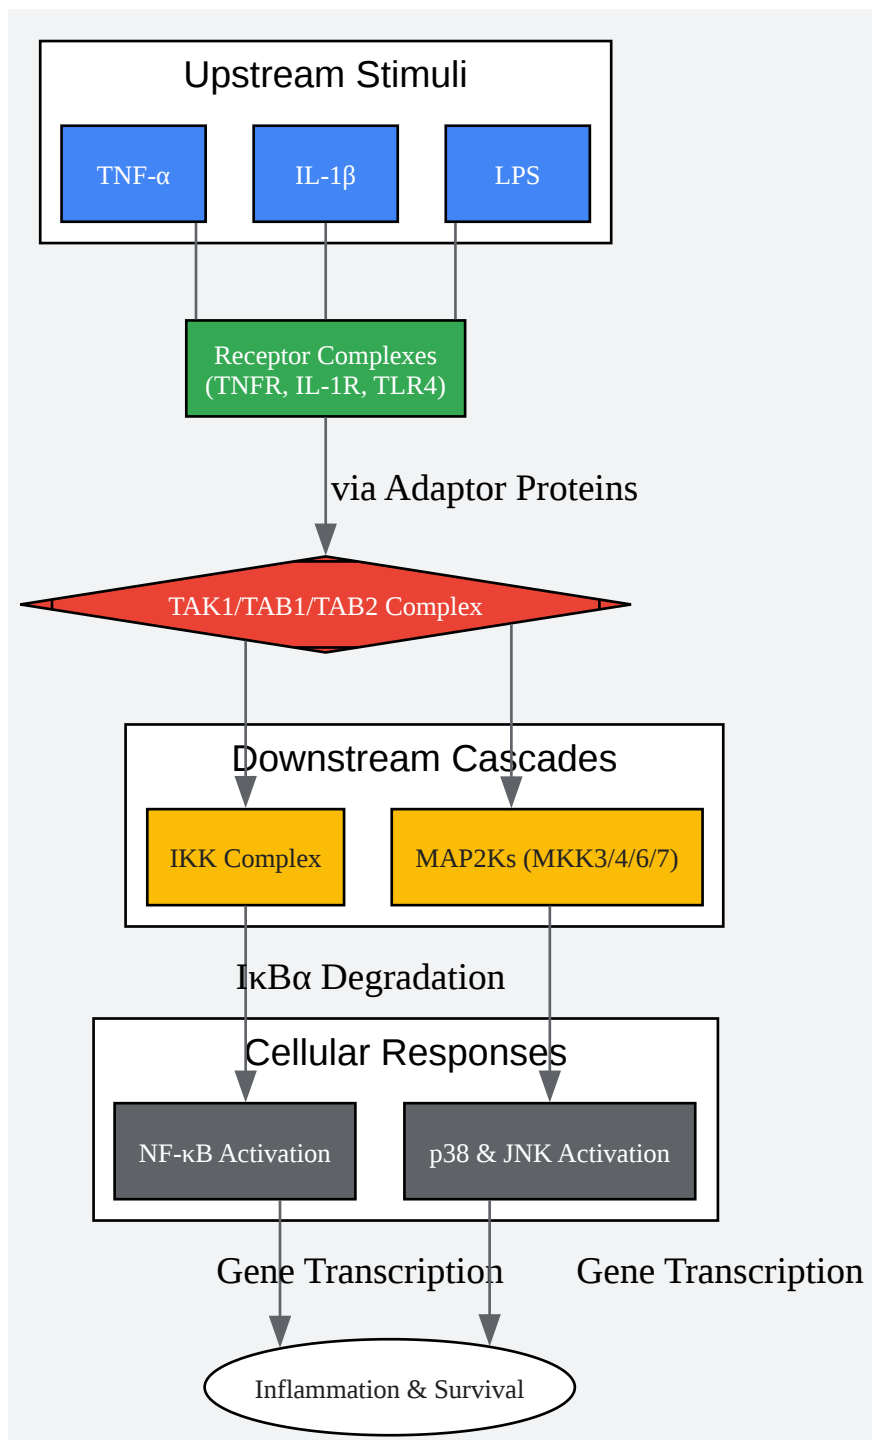 Upstream Stimuli
TNF-α
IL-1β
LPS
Receptor Complexes
(TNFR, IL-1R, TLR4)
via Adaptor Proteins
TAK1/TAB1/TAB2 Complex
Downstream Cascades
IKK Complex
MAP2Ks (MKK3/4/6/7)
IκBα Degradation
Cellular Responses
NF-κB Activation
p38 & JNK Activation
Gene Transcription
Gene Transcription
Inflammation & Survival